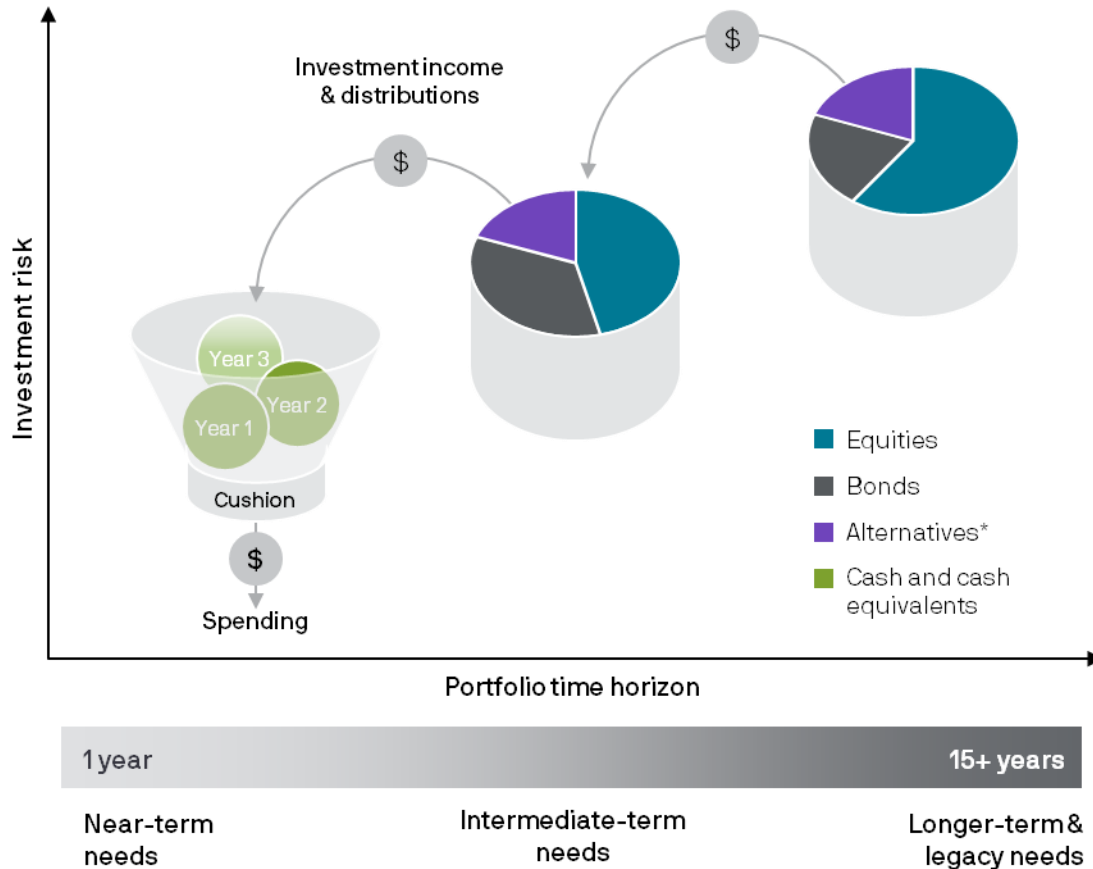 $
Investment income
& distributions
$
Investment risk
Year 3
Year 2
Year 1
Cushion
$
Spending
Equities
Bonds
Alternatives*
Cash and cash
equivalents
Portfolio time horizon
1 year
15+ years
Near-term
needs
Intermediate-term
needs
Longer-term &
legacy needs